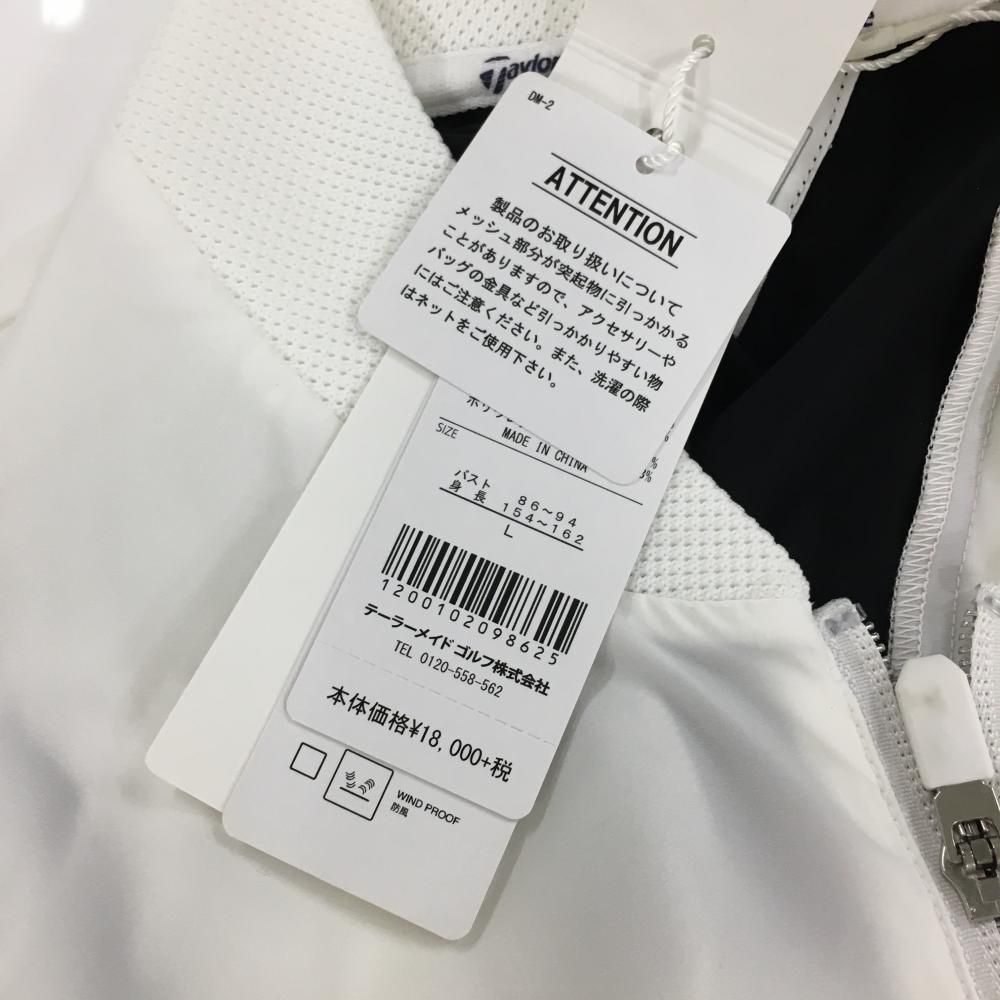 Taylor
DM-2
ATTENTION
製品のお取り扱いについて
メッシュ部分が突起物に引っかかる
ことがありますので、アクセサリーや
バッグの金具など引っかかりやすい物
にはご注意ください。また、洗濯の際
はネットをご使用下さい。
%
%
%
MADE IN CHINA
SIZE
バスト 86～94
身長 154～162
L
1200102098625
テーラーメイド ゴルフ株式会社
TEL 0120-558-562
本体価格¥18,000+税
WIND PROOF
防風